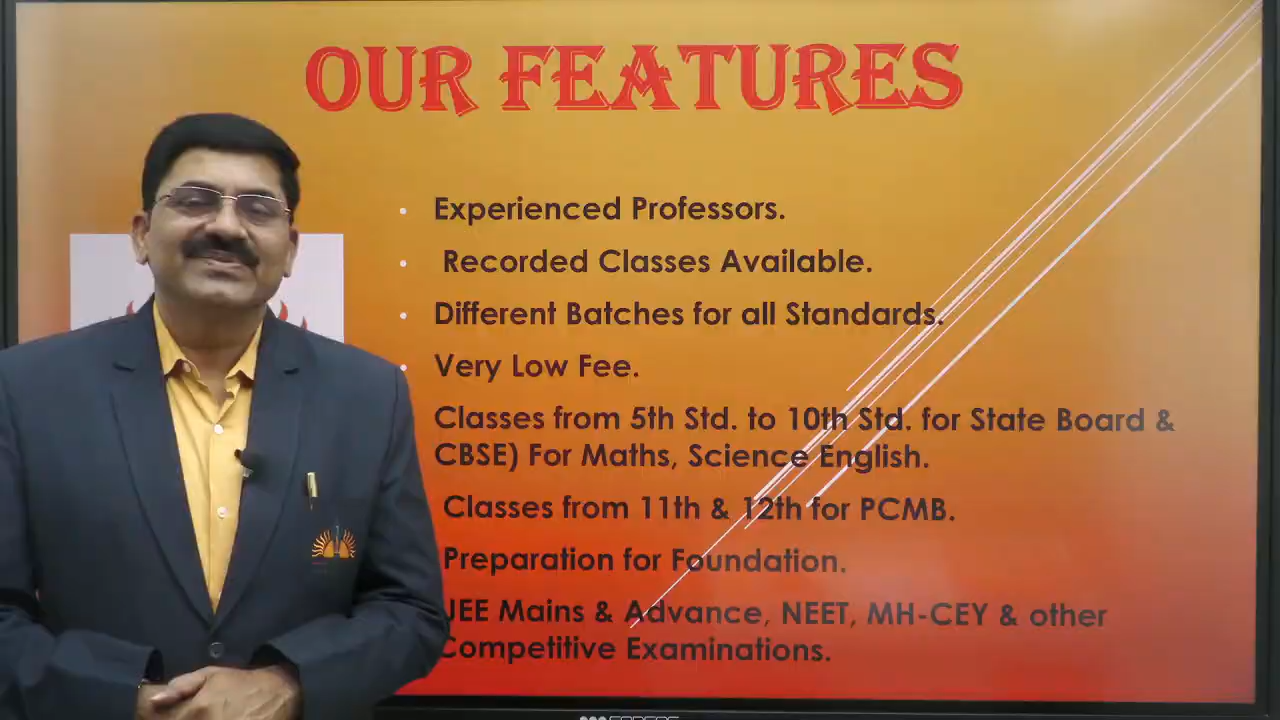 OUR FEATURES
• Experienced Professors.
• Recorded Classes Available.
• Different Batches for all Standards.
• Very Low Fee.
Classes from 5th Std. to 10th Std. for State Board &
CBSE) For Maths, Science English.
Classes from 11th & 12th for PCMB.
Preparation for Foundation.
JEE Mains & Advance, NEET, MH-CEY & other
Competitive Examinations.